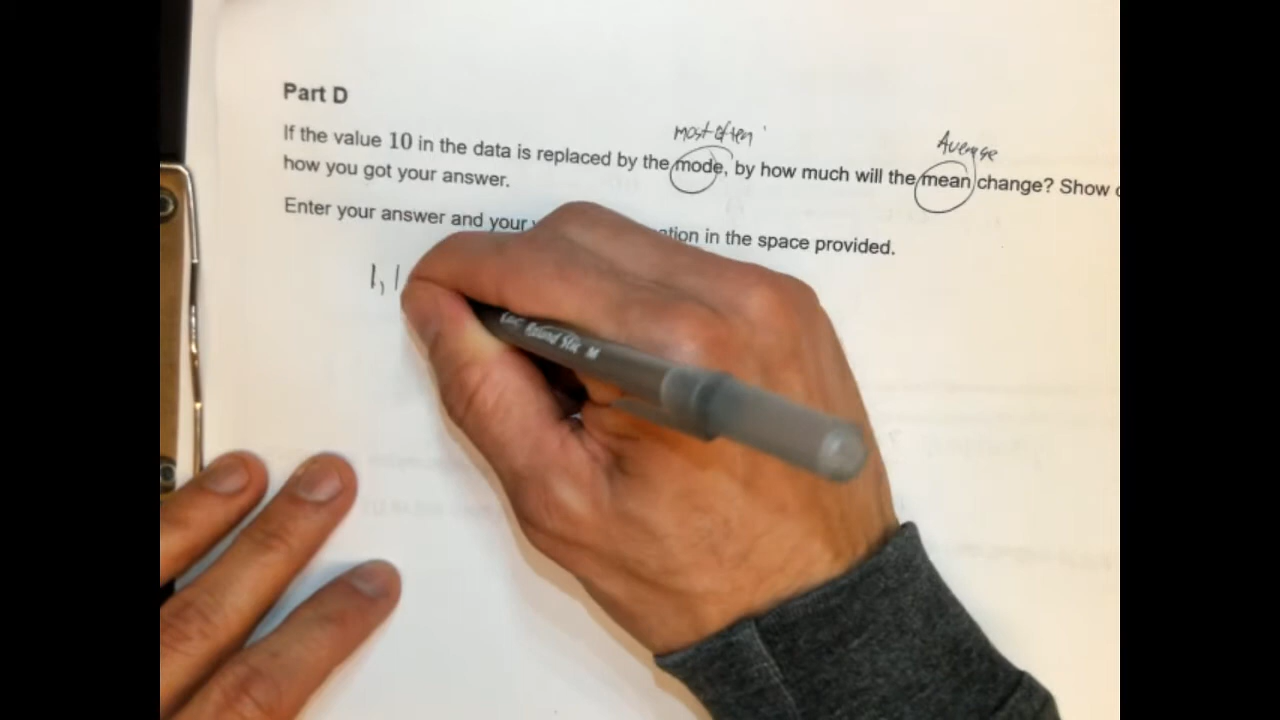 Part D
most often
Average
If the value 10 in the data is replaced by the mode, by how much will the mean change? Show
how you got your answer.
Enter your answer and your in the space provided.
1, 1
Round Stic M